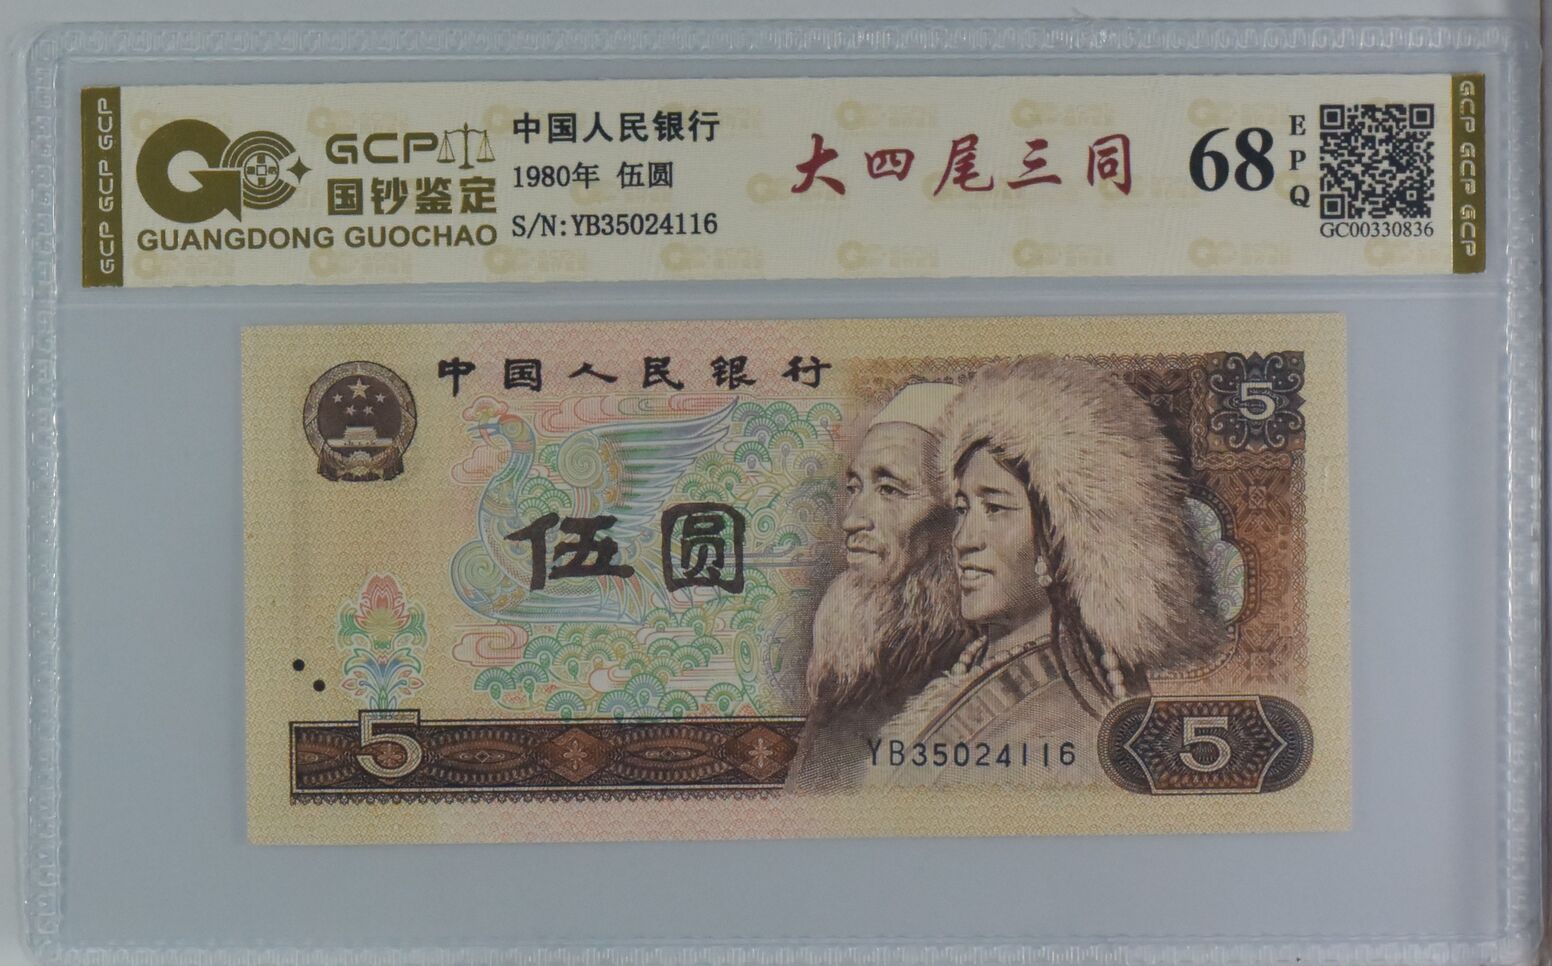 GCP
国钞鉴定
GUANGDONG GUOCHAO
中国人民银行
1980年 伍圆
S/N:YB35024116
大四尾三同
68
EPQ
GC00330836
GCP GCP GCP
GCP GCP GCP
中国人民银行
5
伍圆
5
YB35024116
5